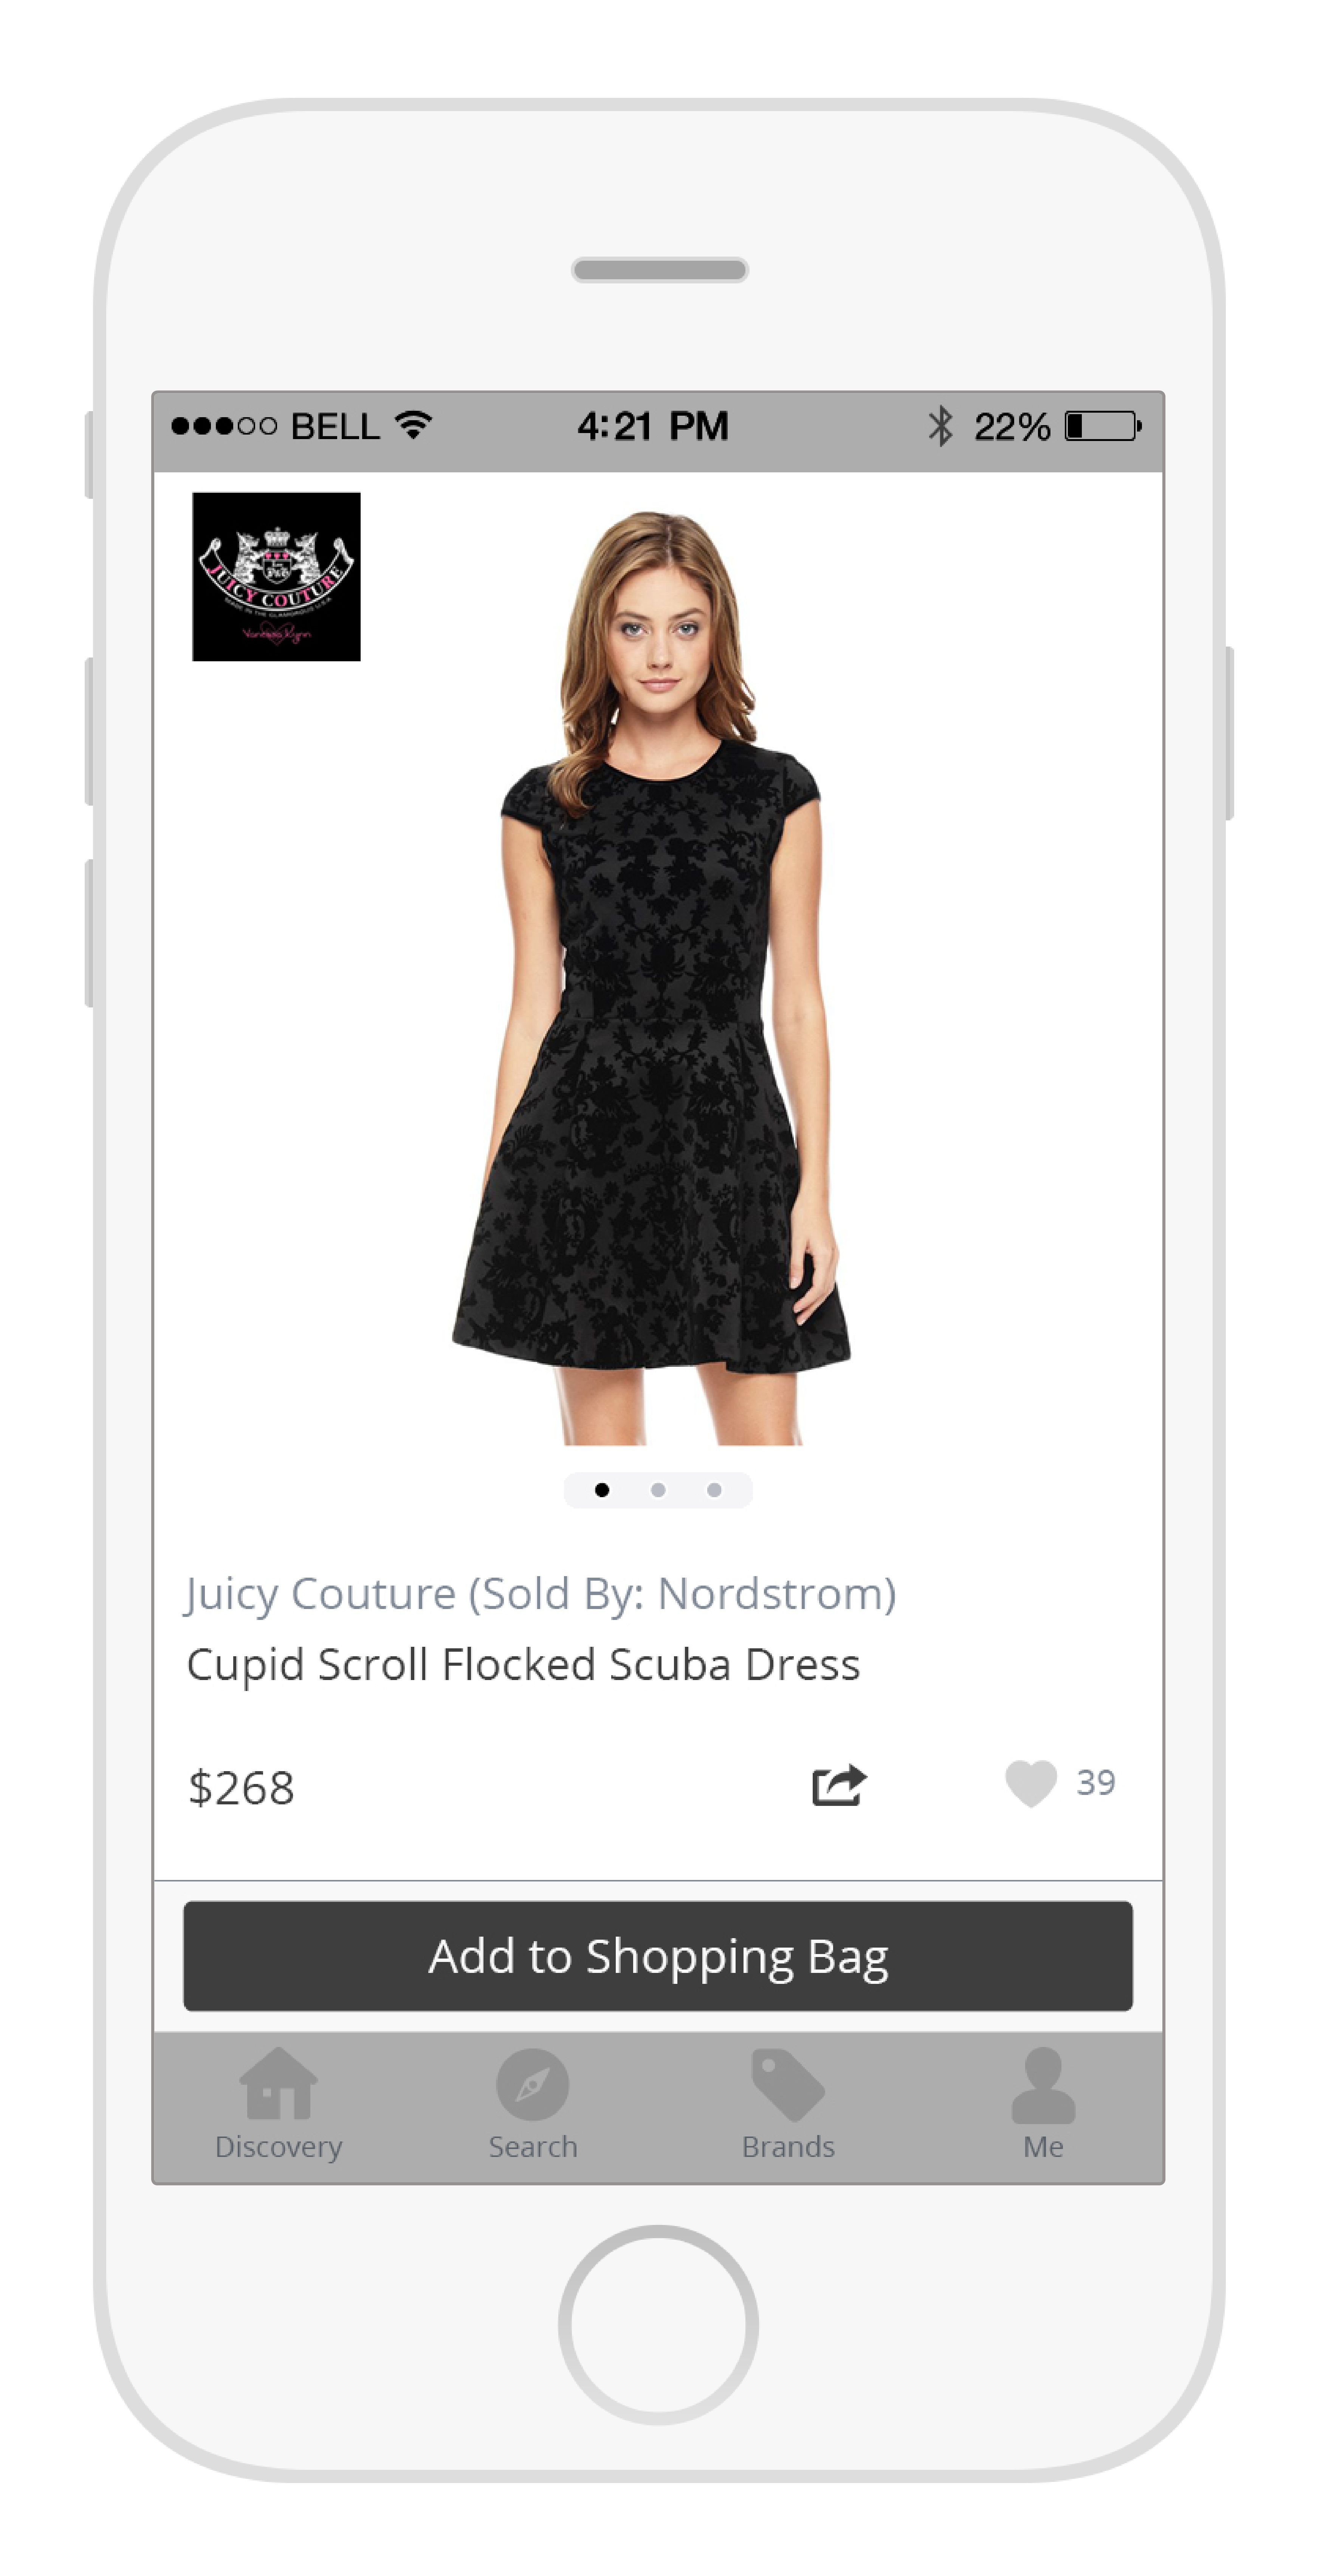 BELL 4:21 PM 22%
JUICY COUTURE
MADE IN THE GLAMOROUS U.S.A.
Juicy Couture (Sold By: Nordstrom)
Cupid Scroll Flocked Scuba Dress
$268 39
Add to Shopping Bag
Discovery Search Brands Me